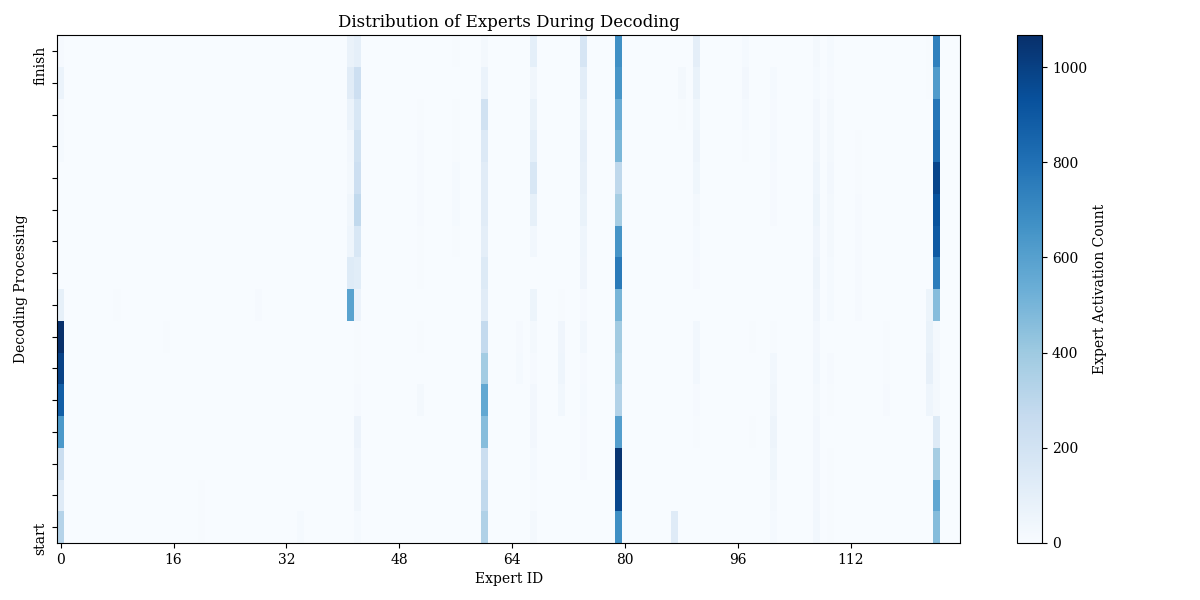 Distribution of Experts During Decoding
finish
Decoding Processing
start
0 16 32 48 64 80 96 112
Expert ID
1000
800
600
400
200
0
Expert Activation Count